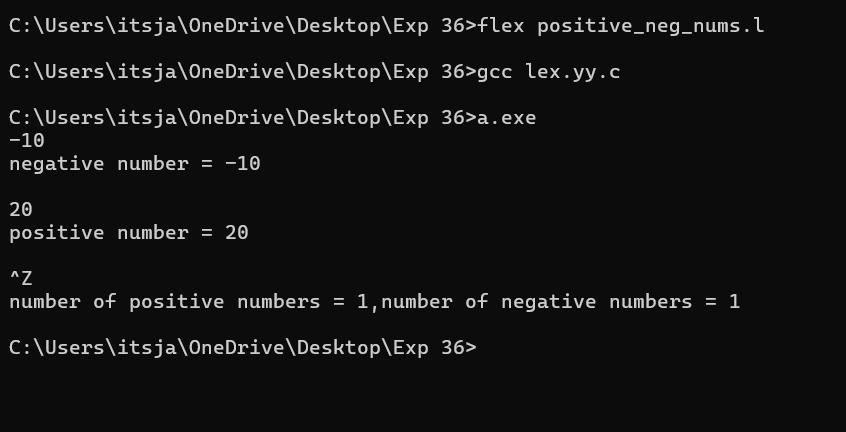 C:\Users\itsja\OneDrive\Desktop\Exp 36>flex positive_neg_nums.l
C:\Users\itsja\OneDrive\Desktop\Exp 36>gcc lex.yy.c
C:\Users\itsja\OneDrive\Desktop\Exp 36>a.exe
-10
negative number = -10
20
positive number = 20
^Z
number of positive numbers = 1,number of negative numbers = 1
C:\Users\itsja\OneDrive\Desktop\Exp 36>